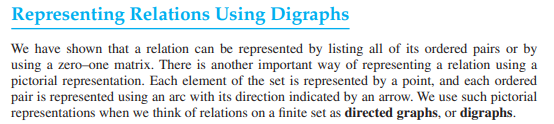 Representing Relations Using Digraphs
We have shown that a relation can be represented by listing all of its ordered pairs or by
using a zero–one matrix. There is another important way of representing a relation using a
pictorial representation. Each element of the set is represented by a point, and each ordered
pair is represented using an arc with its direction indicated by an arrow. We use such pictorial
representations when we think of relations on a finite set as directed graphs, or digraphs.